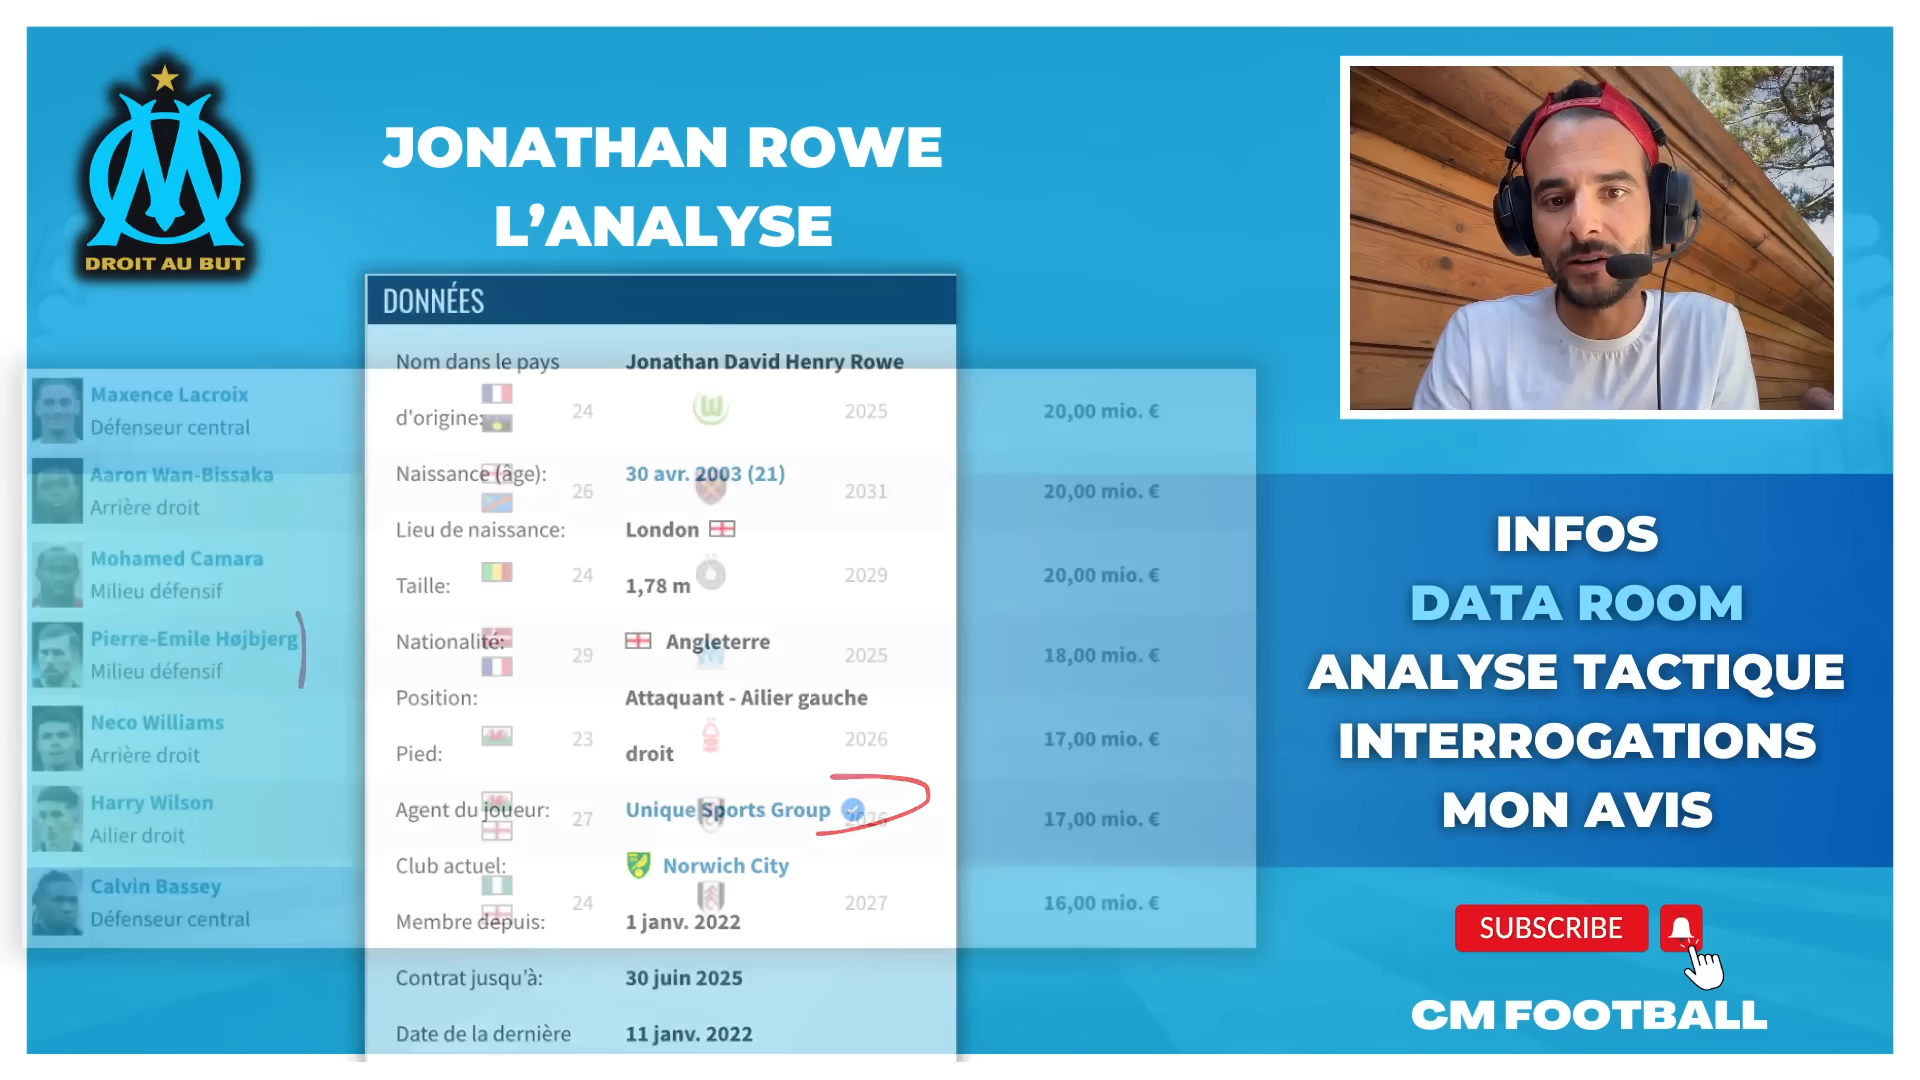 DROIT AU BUT
JONATHAN ROWE
L'ANALYSE
DONNÉES
Nom dans le pays d'origine: Jonathan David Henry Rowe
Naissance (âge): 30 avr. 2003 (21)
Lieu de naissance: London
Taille: 1,78 m
Nationalité: Angleterre
Position: Attaquant - Ailier gauche
Pied: droit
Agent du joueur: Unique Sports Group
Club actuel: Norwich City
Membre depuis: 1 janv. 2022
Contrat jusqu'à: 30 juin 2025
Date de la dernière 11 janv. 2022
Maxence Lacroix 24 2025 20,00 mio. €
Défenseur central
Aaron Wan-Bissaka 26 2031 20,00 mio. €
Arrière droit
Mohamed Camara 24 2029 20,00 mio. €
Milieu défensif
Pierre-Emile Højbjerg 29 2025 18,00 mio. €
Milieu défensif
Neco Williams 23 2026 17,00 mio. €
Arrière droit
Harry Wilson 27 2026 17,00 mio. €
Ailier droit
Calvin Bassey 24 2027 16,00 mio. €
Défenseur central
INFOS
DATA ROOM
ANALYSE TACTIQUE
INTERROGATIONS
MON AVIS
SUBSCRIBE
CM FOOTBALL